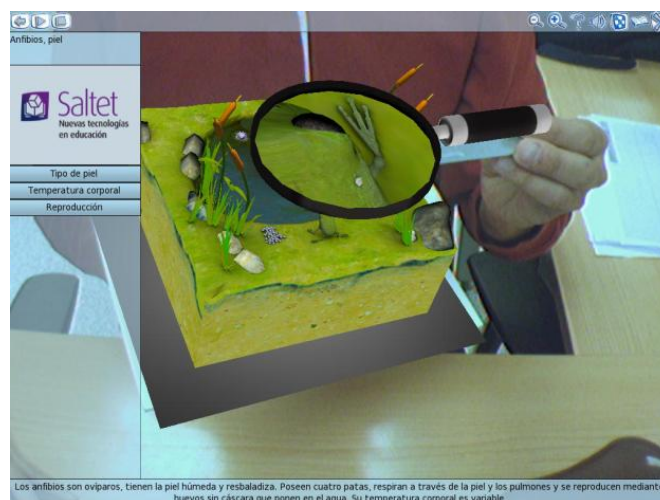 Anfibios, piel
Saltet
Nuevas tecnologías
en educación
Tipo de piel
Temperatura corporal
Reproducción
Los anfibios son ovíparos, tienen la piel húmeda y resbaladiza. Poseen cuatro patas, respiran a través de la piel y los pulmones y se reproducen mediant
huevos sin cáscara que ponen en el agua. Su temperatura corporal es variable